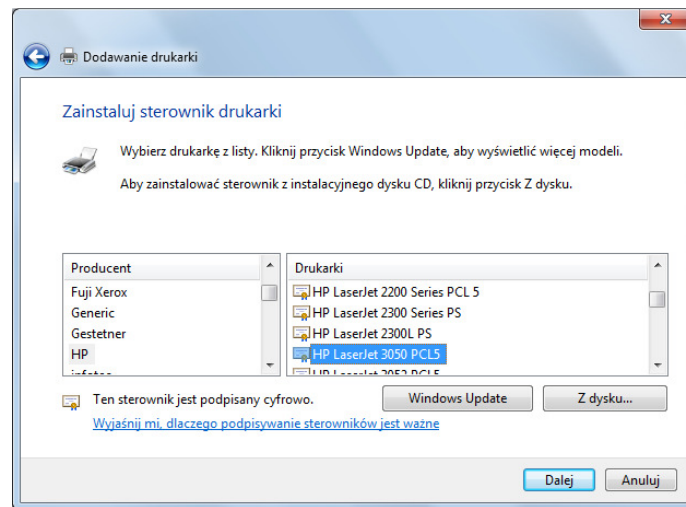 Dodawanie drukarki
Zainstaluj sterownik drukarki
Wybierz drukarkę z listy. Kliknij przycisk Windows Update, aby wyświetlić więcej modeli.
Aby zainstalować sterownik z instalacyjnego dysku CD, kliknij przycisk Z dysku.
Producent
Fuji Xerox
Generic
Gestetner
HP
Drukarki
HP LaserJet 2200 Series PCL 5
HP LaserJet 2300 Series PS
HP LaserJet 2300L PS
HP LaserJet 3050 PCL5
Ten sterownik jest podpisany cyfrowo.
Wyjaśnij mi, dlaczego podpisywanie sterowników jest ważne
Windows Update
Z dysku...
Dalej
Anuluj